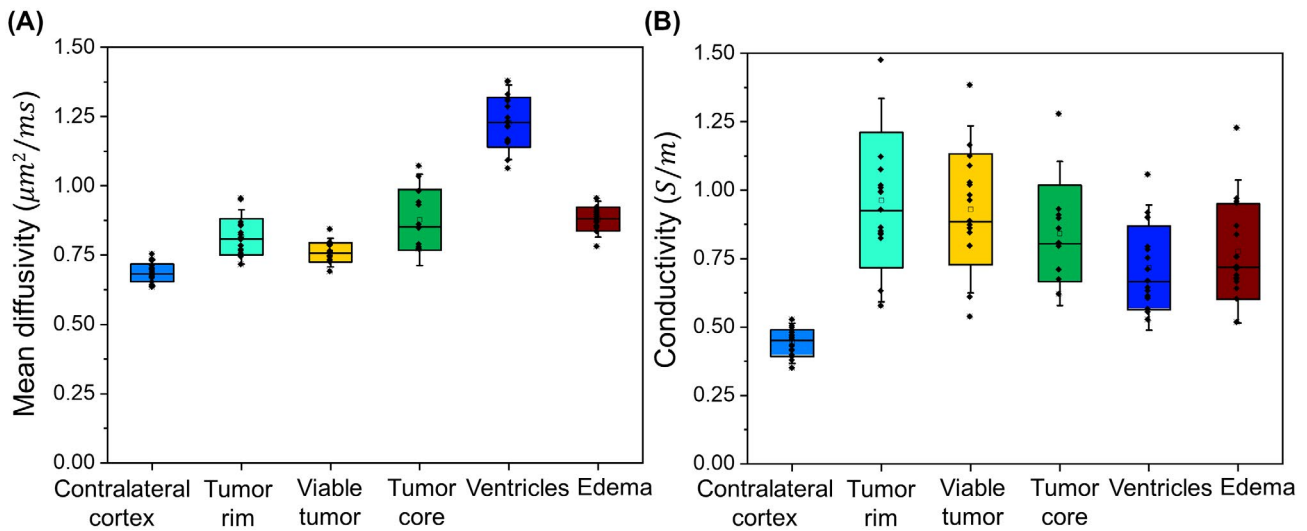 (A)
Mean diffusivity (μm²/ms)
1.50
1.25
1.00
0.75
0.50
0.25
0.00
Contralateral cortex
Tumor rim
Viable tumor
Tumor core
Ventricles
Edema
(B)
Conductivity (S/m)
1.50
1.25
1.00
0.75
0.50
0.25
0.00
Contralateral cortex
Tumor rim
Viable tumor
Tumor core
Ventricles
Edema